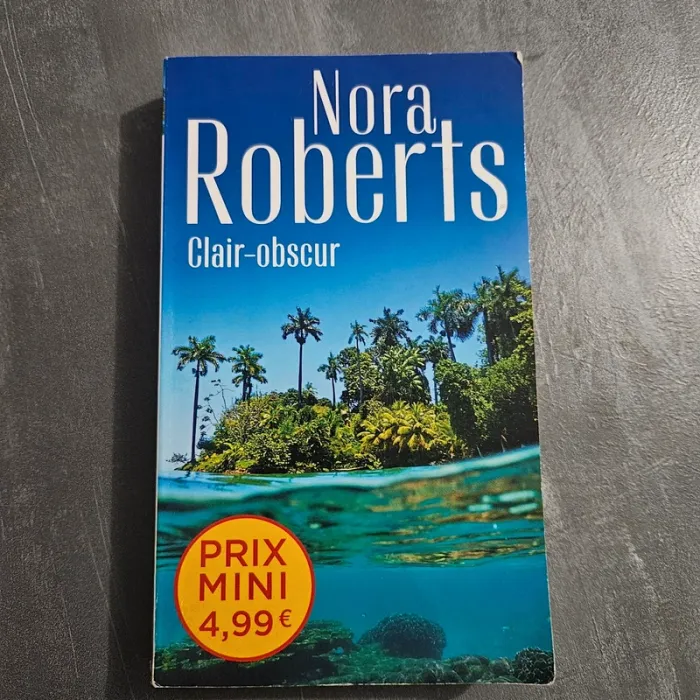 Nora
Roberts
Clair-obscur
PRIX
MINI
4,99 €